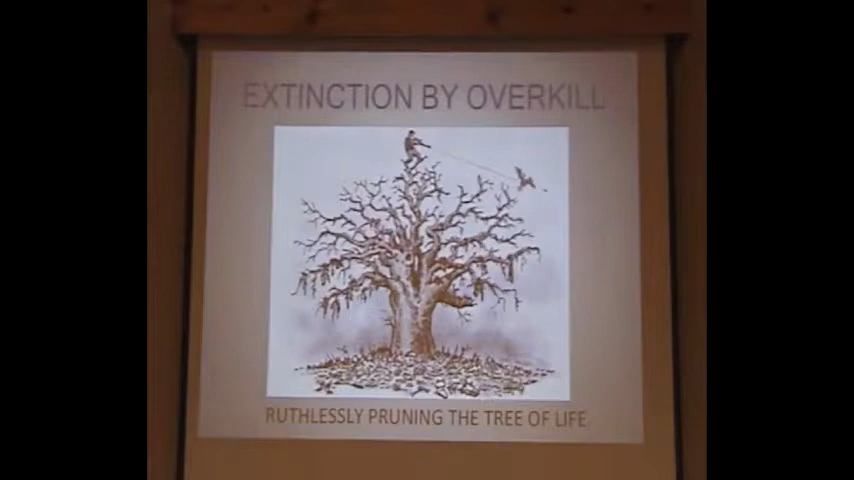 EXTINCTION BY OVERKILL
RUTHLESSLY PRUNING THE TREE OF LIFE